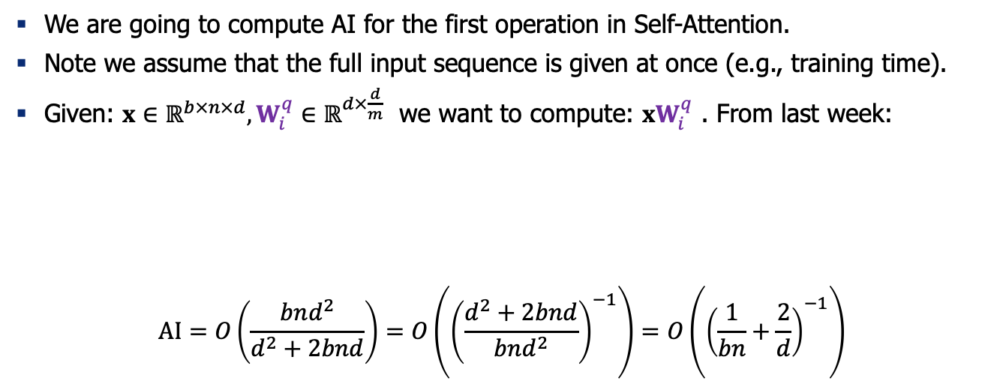 ▪ We are going to compute AI for the first operation in Self-Attention.
▪ Note we assume that the full input sequence is given at once (e.g., training time).
▪ Given: $\mathbf{x} \in \mathbb{R}^{b \times n \times d}, \mathbf{W}_i^q \in \mathbb{R}^{d \times \frac{d}{m}}$ we want to compute: $\mathbf{x}\mathbf{W}_i^q$ . From last week:
$\text{AI} = O\left(\frac{bnd^2}{d^2 + 2bnd}\right) = O\left(\left(\frac{d^2 + 2bnd}{bnd^2}\right)^{-1}\right) = O\left(\left(\frac{1}{bn} + \frac{2}{d}\right)^{-1}\right)$